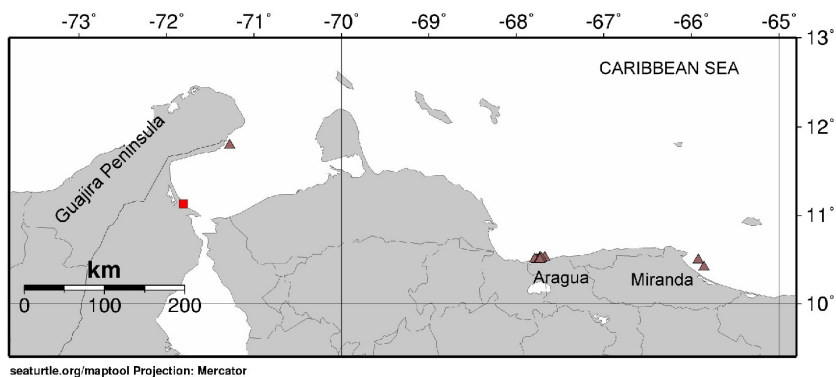 -73 -72 -71 -70 -69 -68 -67 -66 -65
13°
CARIBBEAN SEA
12°
Guajira Peninsula
11°
km
0 100 200
Aragua
Miranda
10°
seaturtle.org/maptool Projection: Mercator